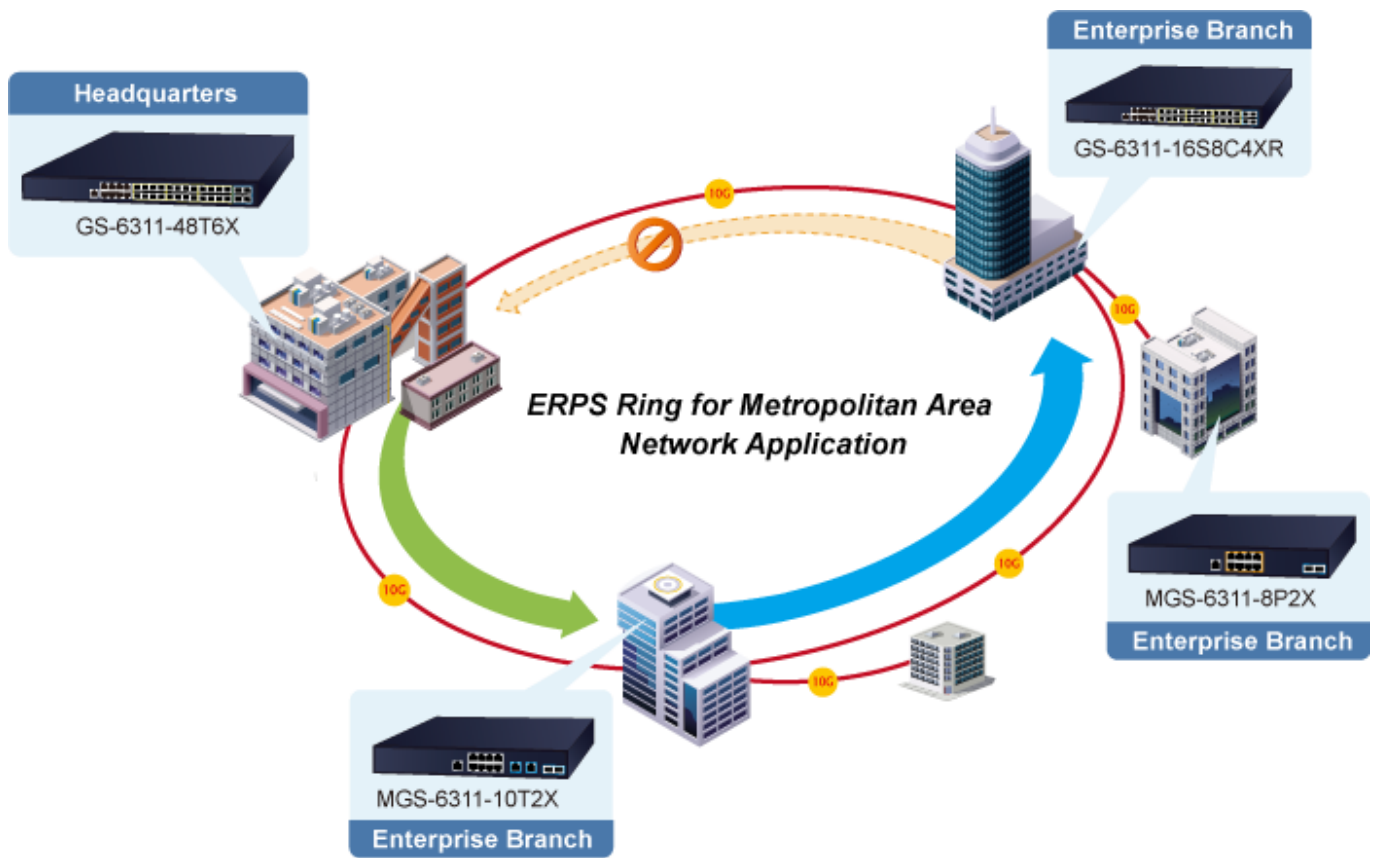 Enterprise Branch
GS-6311-16S8C4XR
Headquarters
GS-6311-48T6X
10G
10G
ERPS Ring for Metropolitan Area
Network Application
10G
10G
10G
MGS-6311-8P2X
Enterprise Branch
MGS-6311-10T2X
Enterprise Branch